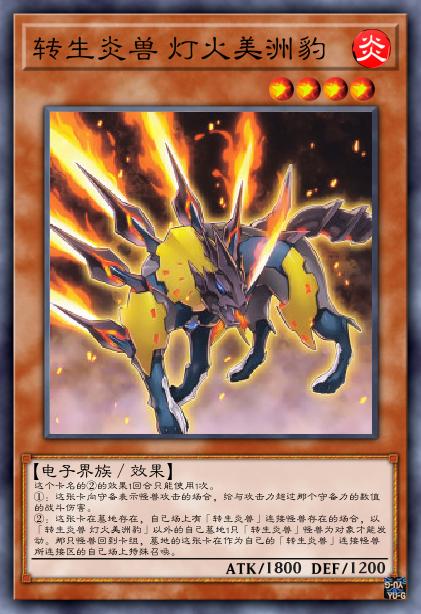 转生炎兽 灯火美洲豹
炎
【电子界族／效果】
这个卡名的②的效果1回合只能使用1次。
①：这张卡向守备表示怪兽攻击的场合，给与攻击力超过那个守备力的数值
的战斗伤害。
②：这张卡在墓地存在，自己场上有「转生炎兽」连接怪兽存在的场合，以
「转生炎兽 灯火美洲豹」以外的自己墓地1只「转生炎兽」怪兽为对象才能发
动。那只怪兽回到卡组，墓地的这张卡在作为自己的「转生炎兽」连接怪兽
所连接区的自己场上特殊召唤。
ATK/1800 DEF/1200